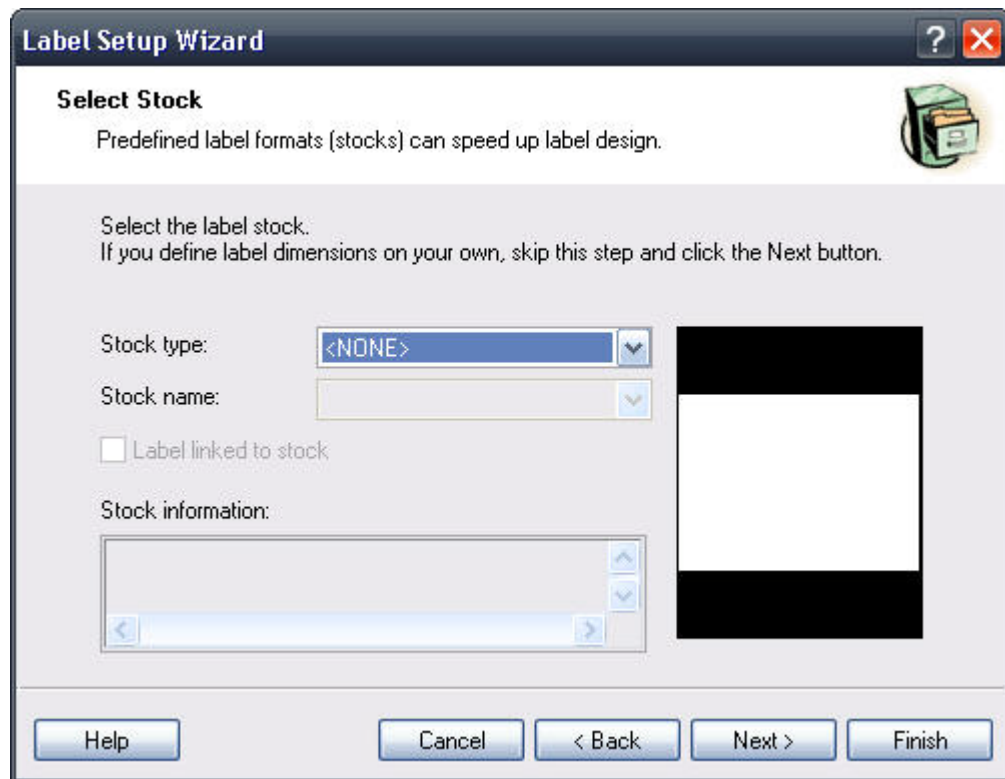 Label Setup Wizard
Select Stock
Predefined label formats (stocks) can speed up label design.
Select the label stock.
If you define label dimensions on your own, skip this step and click the Next button.
Stock type:
<NONE>
Stock name:
Label linked to stock
Stock information:
Help
Cancel
< Back
Next >
Finish